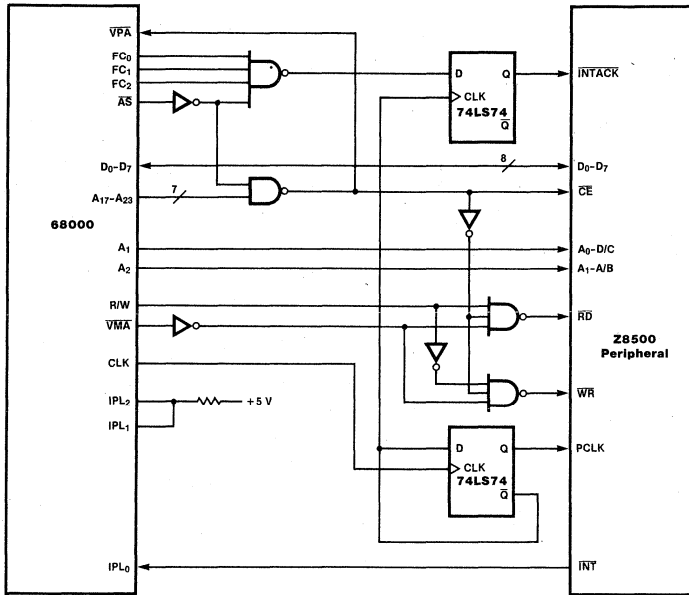 VPA
FC0
FC1
FC2
AS
D0-D7
A17-A23
68000
A1
A2
R/W
VMA
CLK
IPL2
IPL1
IPL0
7
8
+5 V
D Q
CLK
74LS74
Q
D Q
CLK
74LS74
Q
INTACK
D0-D7
CE
A0-D/C
A1-A/B
RD
Z8500
Peripheral
WR
PCLK
INT